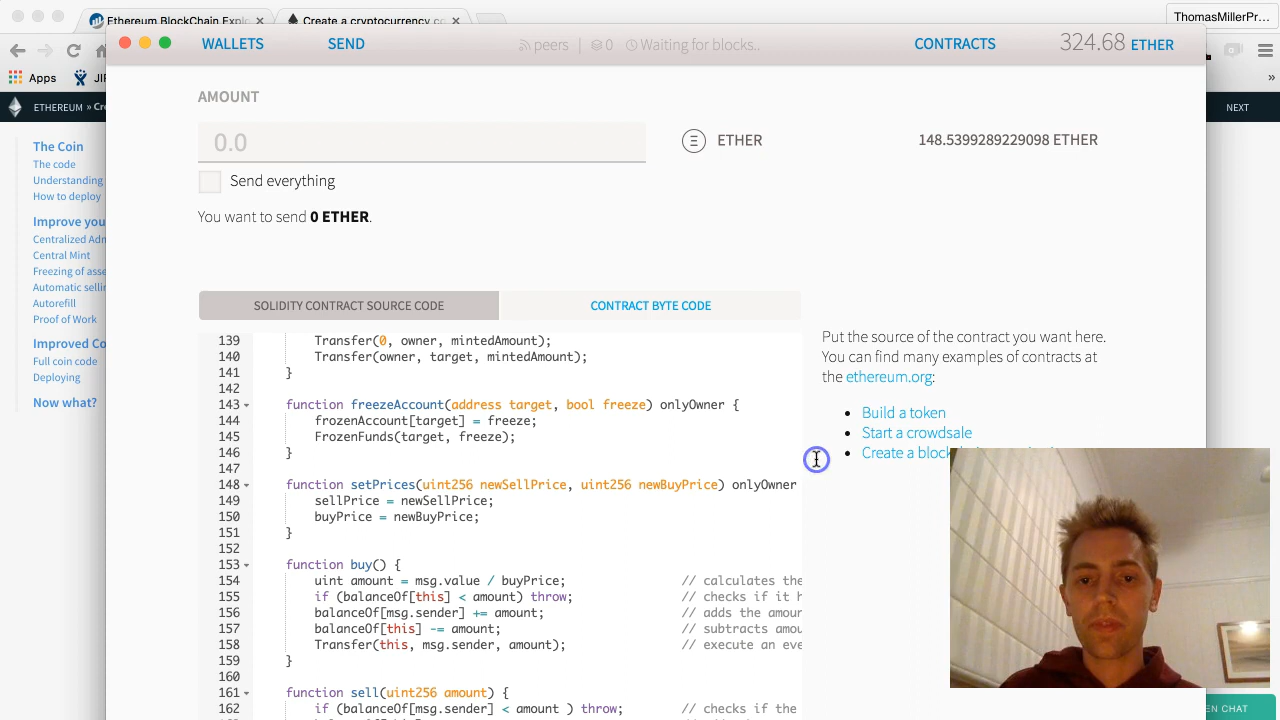 Ethereum BlockChain Explo
Create a cryptocurrency co
ThomasMillerPr...
WALLETS
SEND
peers | 0 Waiting for blocks..
CONTRACTS
324.68 ETHER
Apps
JIR
»
ETHEREUM » Cre
NEXT
AMOUNT
0.0
ETHER
148.5399289229098 ETHER
Send everything
You want to send 0 ETHER.
The Coin
The code
Understanding
How to deploy
Improve you
Centralized Adm
Central Mint
Freezing of asse
Automatic sellin
Autorefill
Proof of Work
Improved Co
Full coin code
Deploying
Now what?
SOLIDITY CONTRACT SOURCE CODE
CONTRACT BYTE CODE
139 Transfer(0, owner, mintedAmount);
140 Transfer(owner, target, mintedAmount);
141 }
142
143 function freezeAccount(address target, bool freeze) onlyOwner {
144 frozenAccount[target] = freeze;
145 FrozenFunds(target, freeze);
146 }
147
148 function setPrices(uint256 newSellPrice, uint256 newBuyPrice) onlyOwner
149 sellPrice = newSellPrice;
150 buyPrice = newBuyPrice;
151 }
152
153 function buy() {
154 uint amount = msg.value / buyPrice; // calculates the
155 if (balanceOf[this] < amount) throw; // checks if it h
156 balanceOf[msg.sender] += amount; // adds the amoun
157 balanceOf[this] -= amount; // subtracts amou
158 Transfer(this, msg.sender, amount); // execute an eve
159 }
160
161 function sell(uint256 amount) {
162 if (balanceOf[msg.sender] < amount ) throw; // checks if the
Put the source of the contract you want here.
You can find many examples of contracts at
the ethereum.org:
• Build a token
• Start a crowdsale
• Create a block
EN CHAT